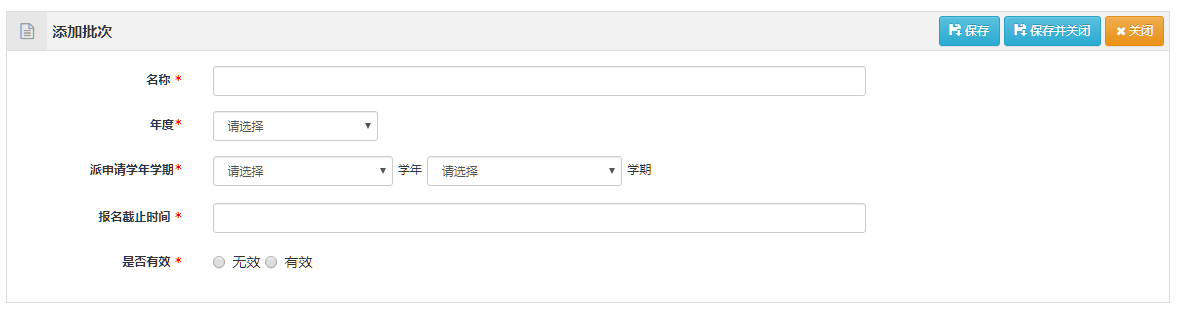 添加批次 保存 保存并关闭 关闭
名称 *
年度* 请选择
派申请学年学期* 请选择 学年 请选择 学期
报名截止时间 *
是否有效 * 无效 有效